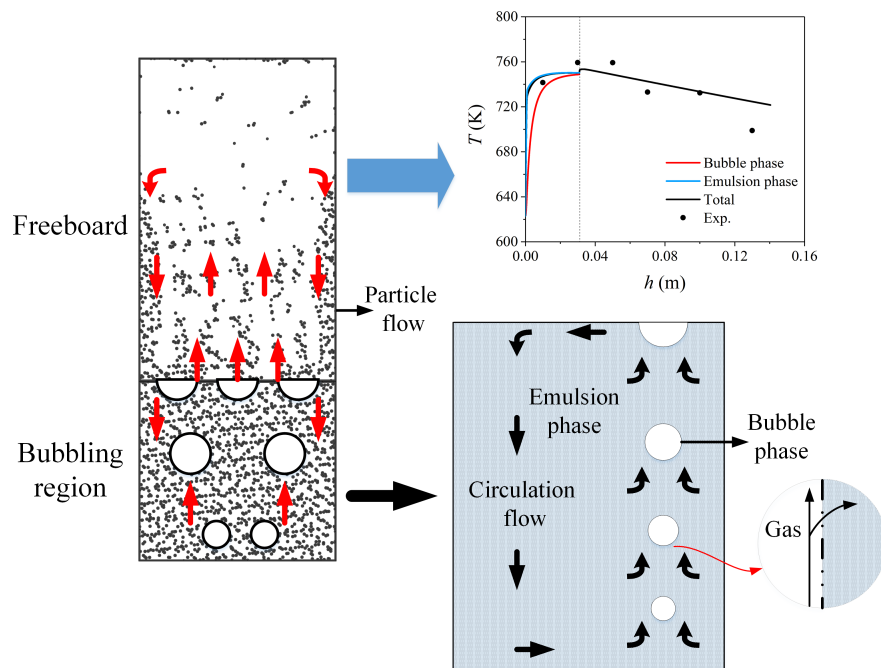 Freeboard
Bubbling
region
Particle
flow
T (K)
800
760
720
680
640
600
0.00
0.04
0.08
0.12
0.16
h (m)
Bubble phase
Emulsion phase
Total
Exp.
Emulsion
phase
Circulation
flow
Bubble
phase
Gas